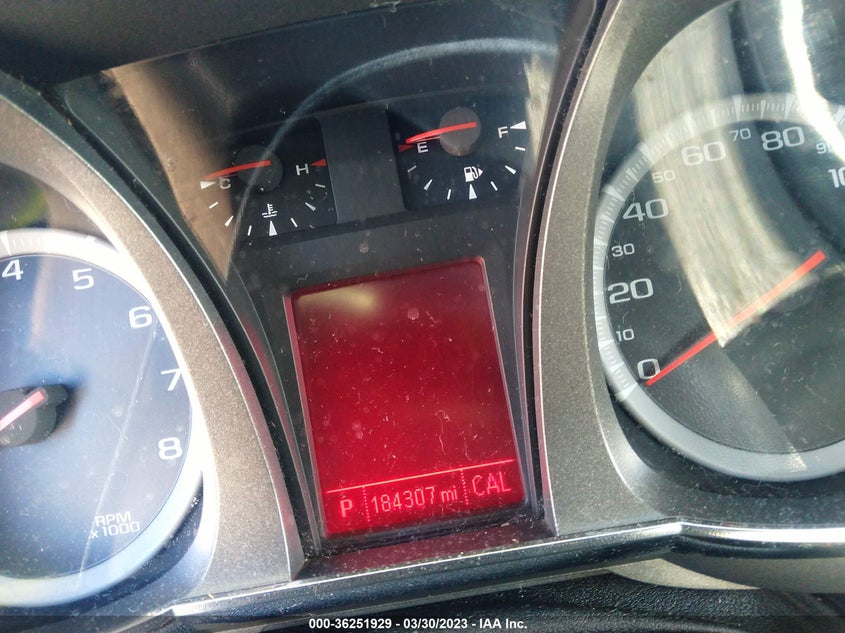 C H
E F
4 5 6 7 8
RPM
x1000
0 10 20 30 40 50 60 70 80 90
P 184307 mi CAL
000-36251929 - 03/30/2023 - IAA Inc.